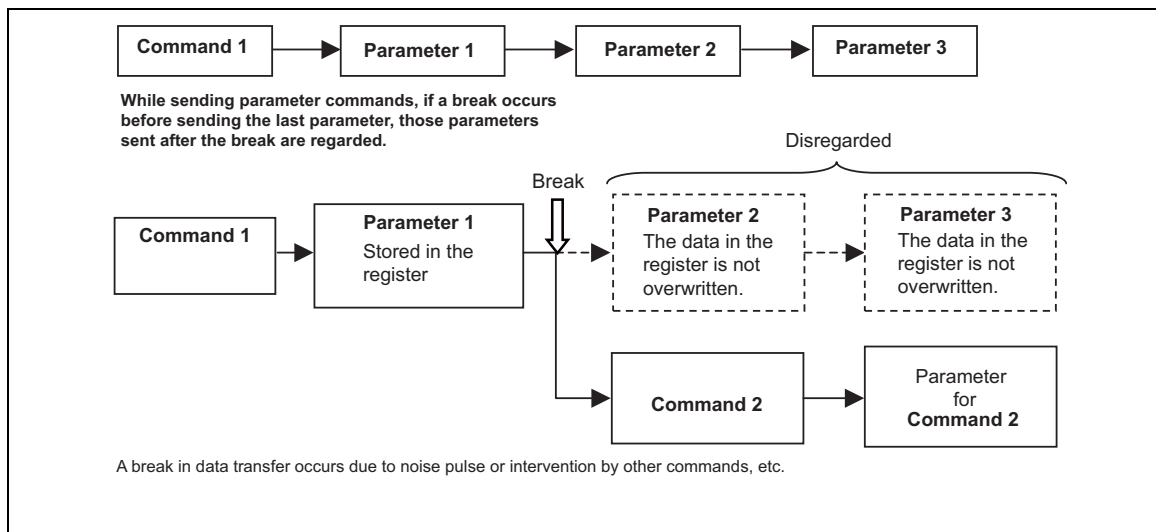 Command 1
Parameter 1
Parameter 2
Parameter 3
While sending parameter commands, if a break occurs
before sending the last parameter, those parameters
sent after the break are regarded.
Disregarded
Break
Command 1
Parameter 1
Stored in the
register
Parameter 2
The data in the
register is not
overwritten.
Parameter 3
The data in the
register is not
overwritten.
Command 2
Parameter
for
Command 2
A break in data transfer occurs due to noise pulse or intervention by other commands, etc.